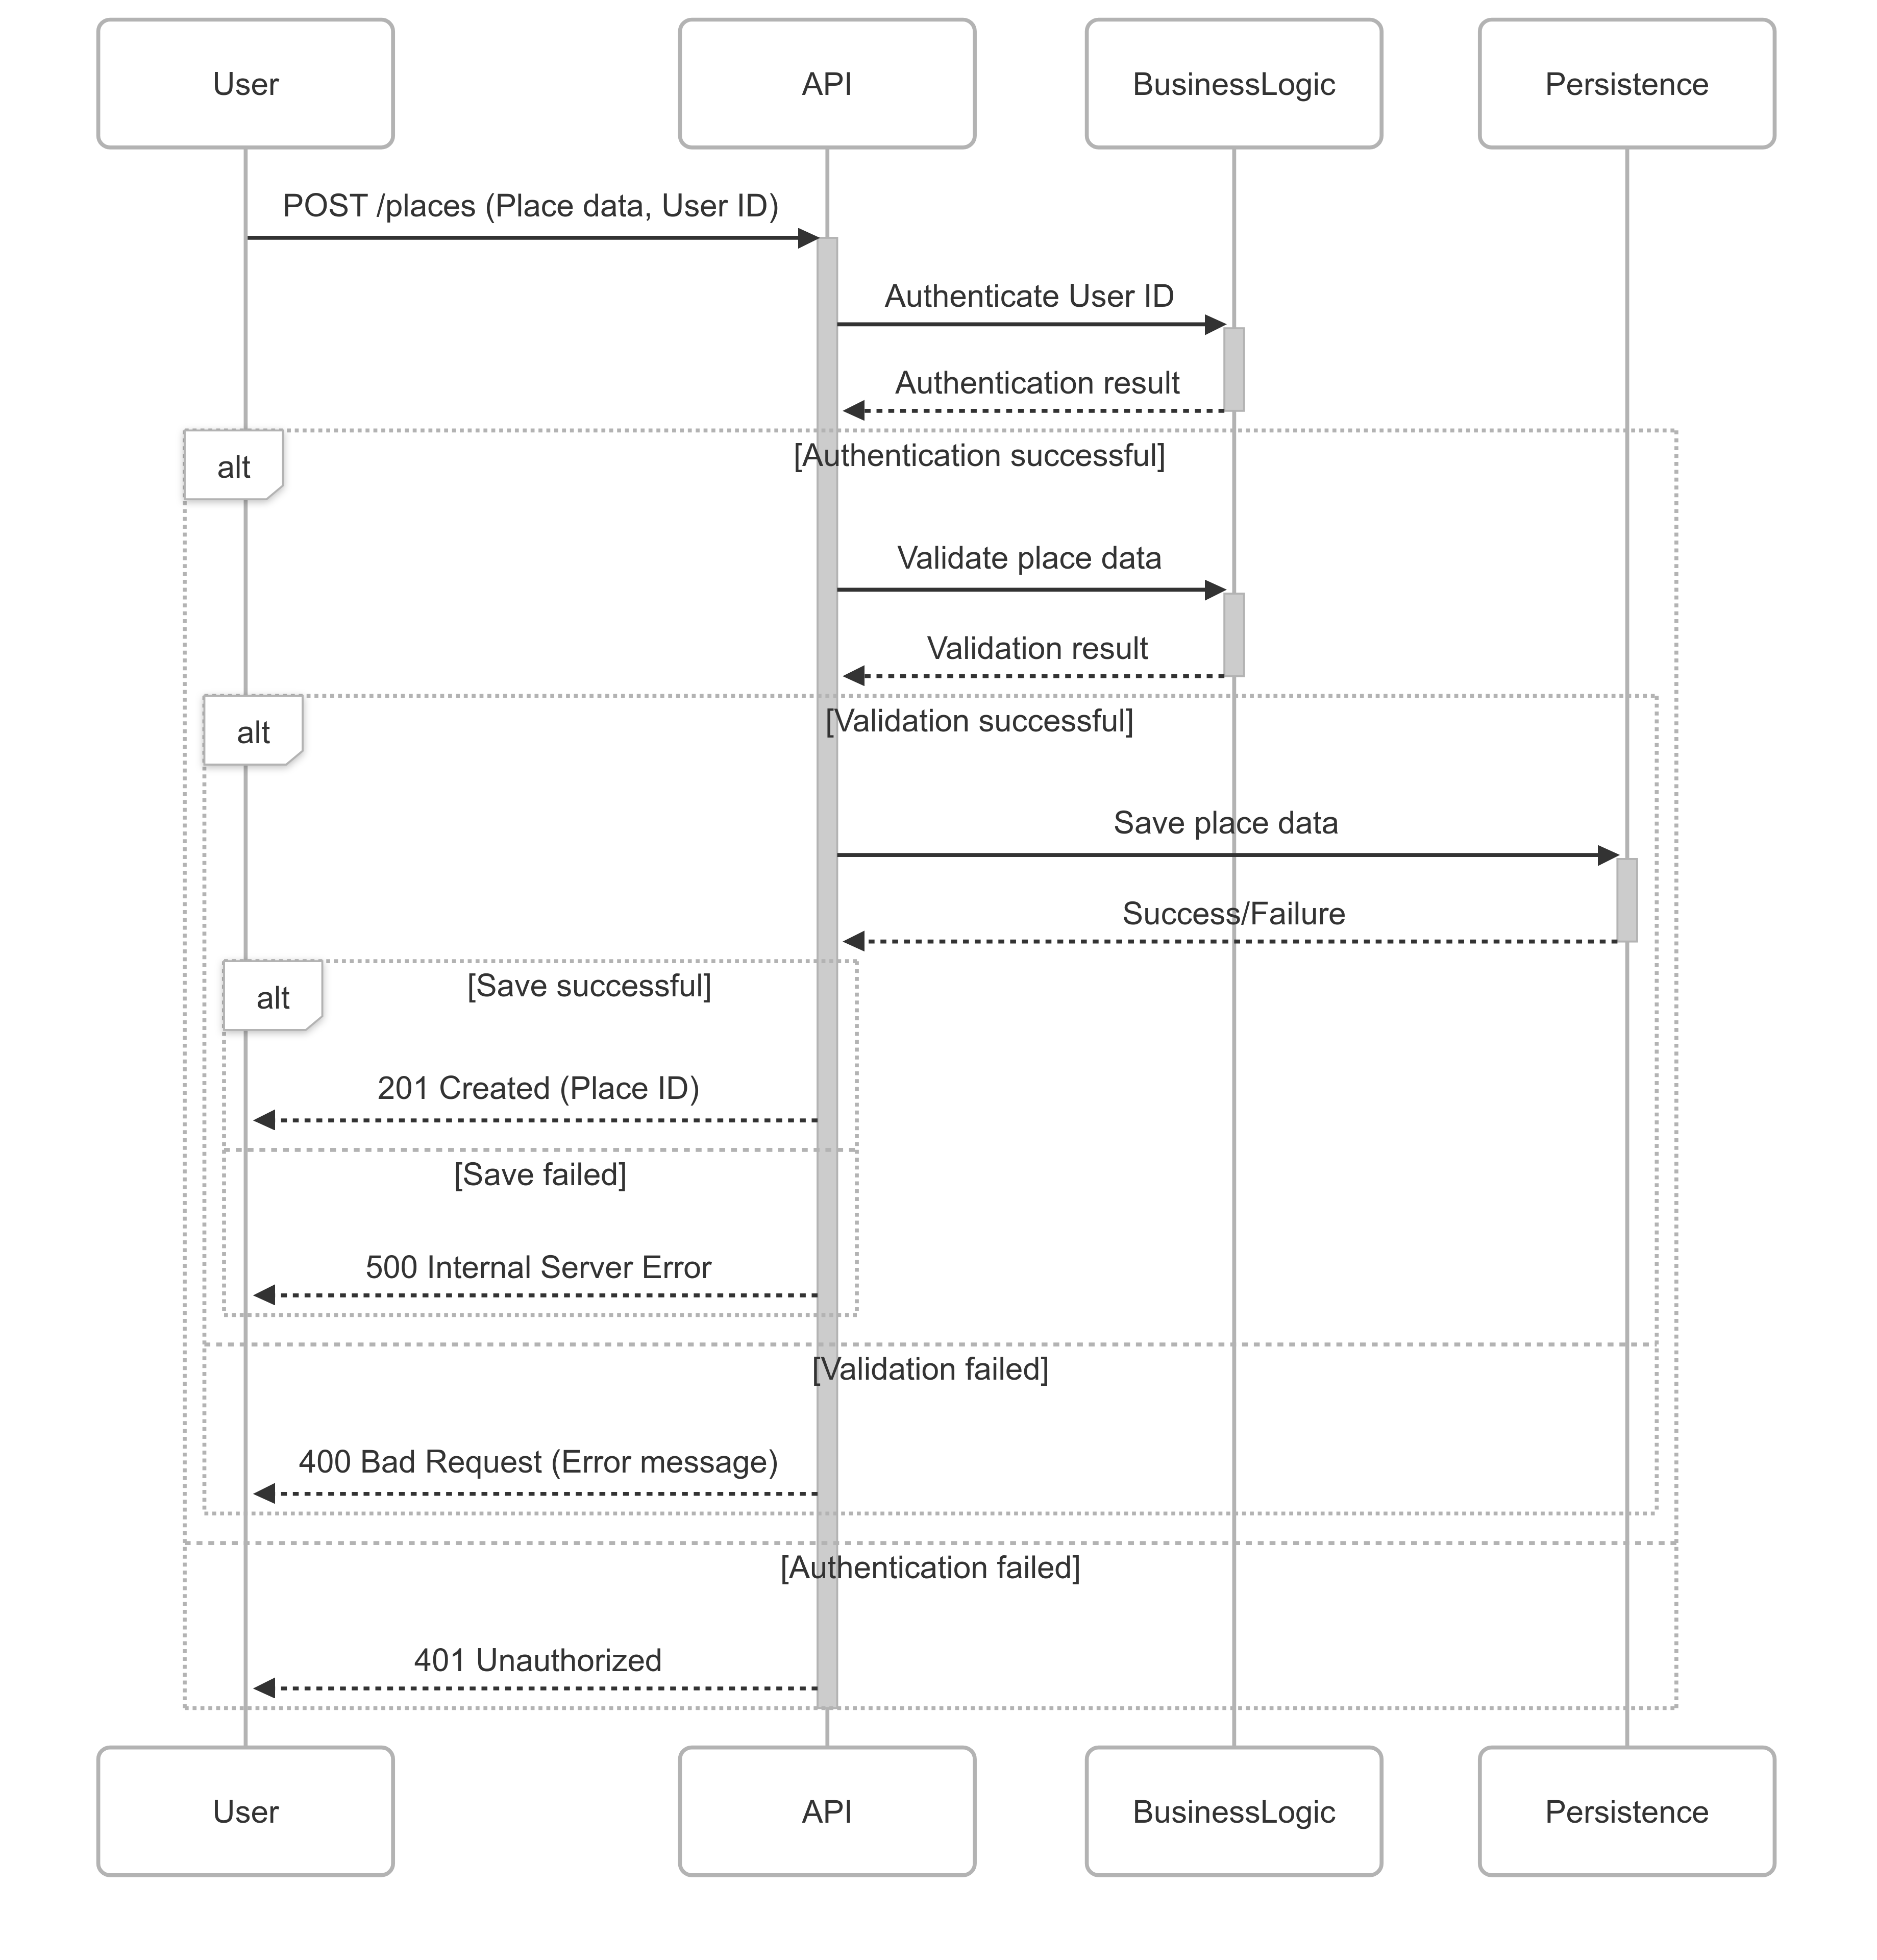 User
API
BusinessLogic
Persistence
POST /places (Place data, User ID)
Authenticate User ID
Authentication result
alt
[Authentication successful]
Validate place data
Validation result
alt
[Validation successful]
Save place data
Success/Failure
alt
[Save successful]
201 Created (Place ID)
[Save failed]
500 Internal Server Error
[Validation failed]
400 Bad Request (Error message)
[Authentication failed]
401 Unauthorized
User
API
BusinessLogic
Persistence